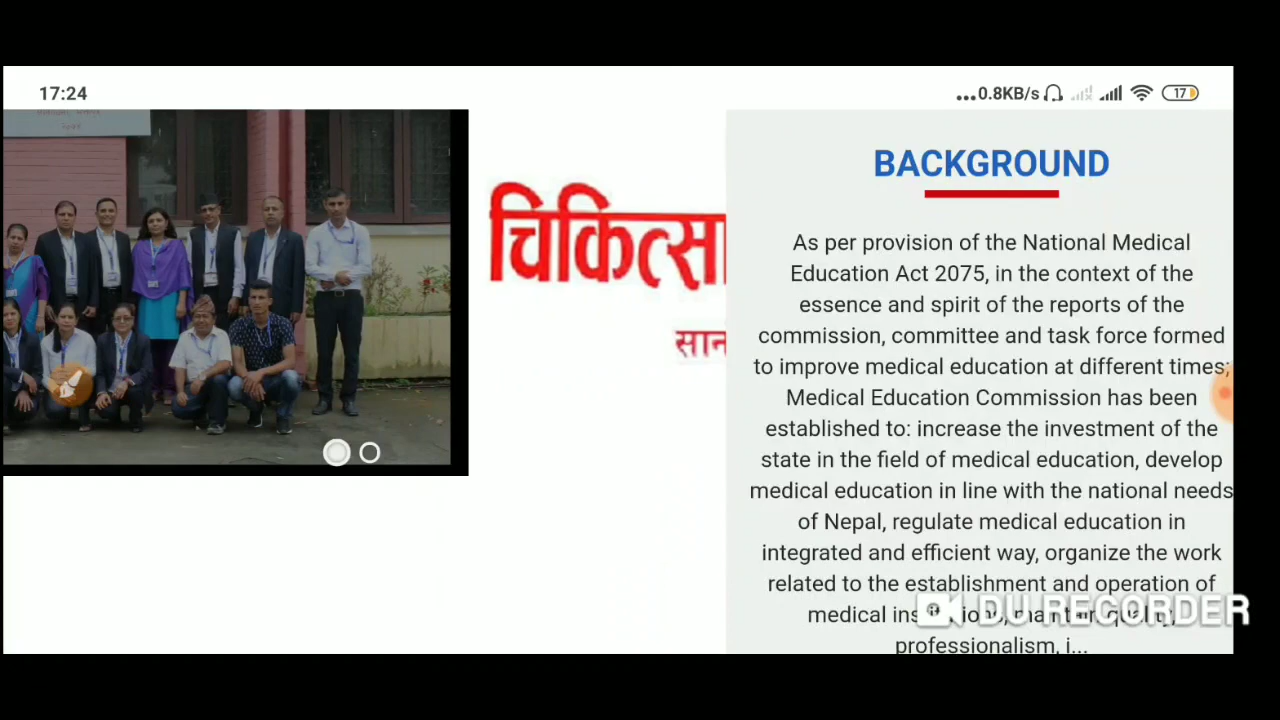 17:24
...0.8KB/s
17
चिकित्सा
सान
BACKGROUND
As per provision of the National Medical
Education Act 2075, in the context of the
essence and spirit of the reports of the
commission, committee and task force formed
to improve medical education at different times;
Medical Education Commission has been
established to: increase the investment of the
state in the field of medical education, develop
medical education in line with the national needs
of Nepal, regulate medical education in
integrated and efficient way, organize the work
related to the establishment and operation of
medical institutions, maintain quality,
professionalism, i...
DU RECORDER